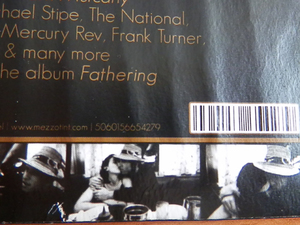 hael Stipe, The National,
Mercury Rev, Frank Turner,
& many more
he album Fathering
| www.mezzotint.com | 5060156654279